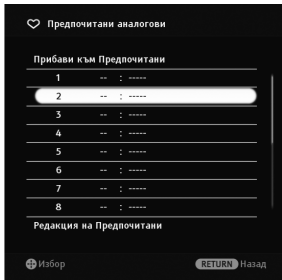 Предпочитани аналогови
Прибави към Предпочитани
1 -- : -----
2 -- : -----
3 -- : -----
4 -- : -----
5 -- : -----
6 -- : -----
7 -- : -----
8 -- : -----
Редакция на Предпочитани
Избор RETURN Назад